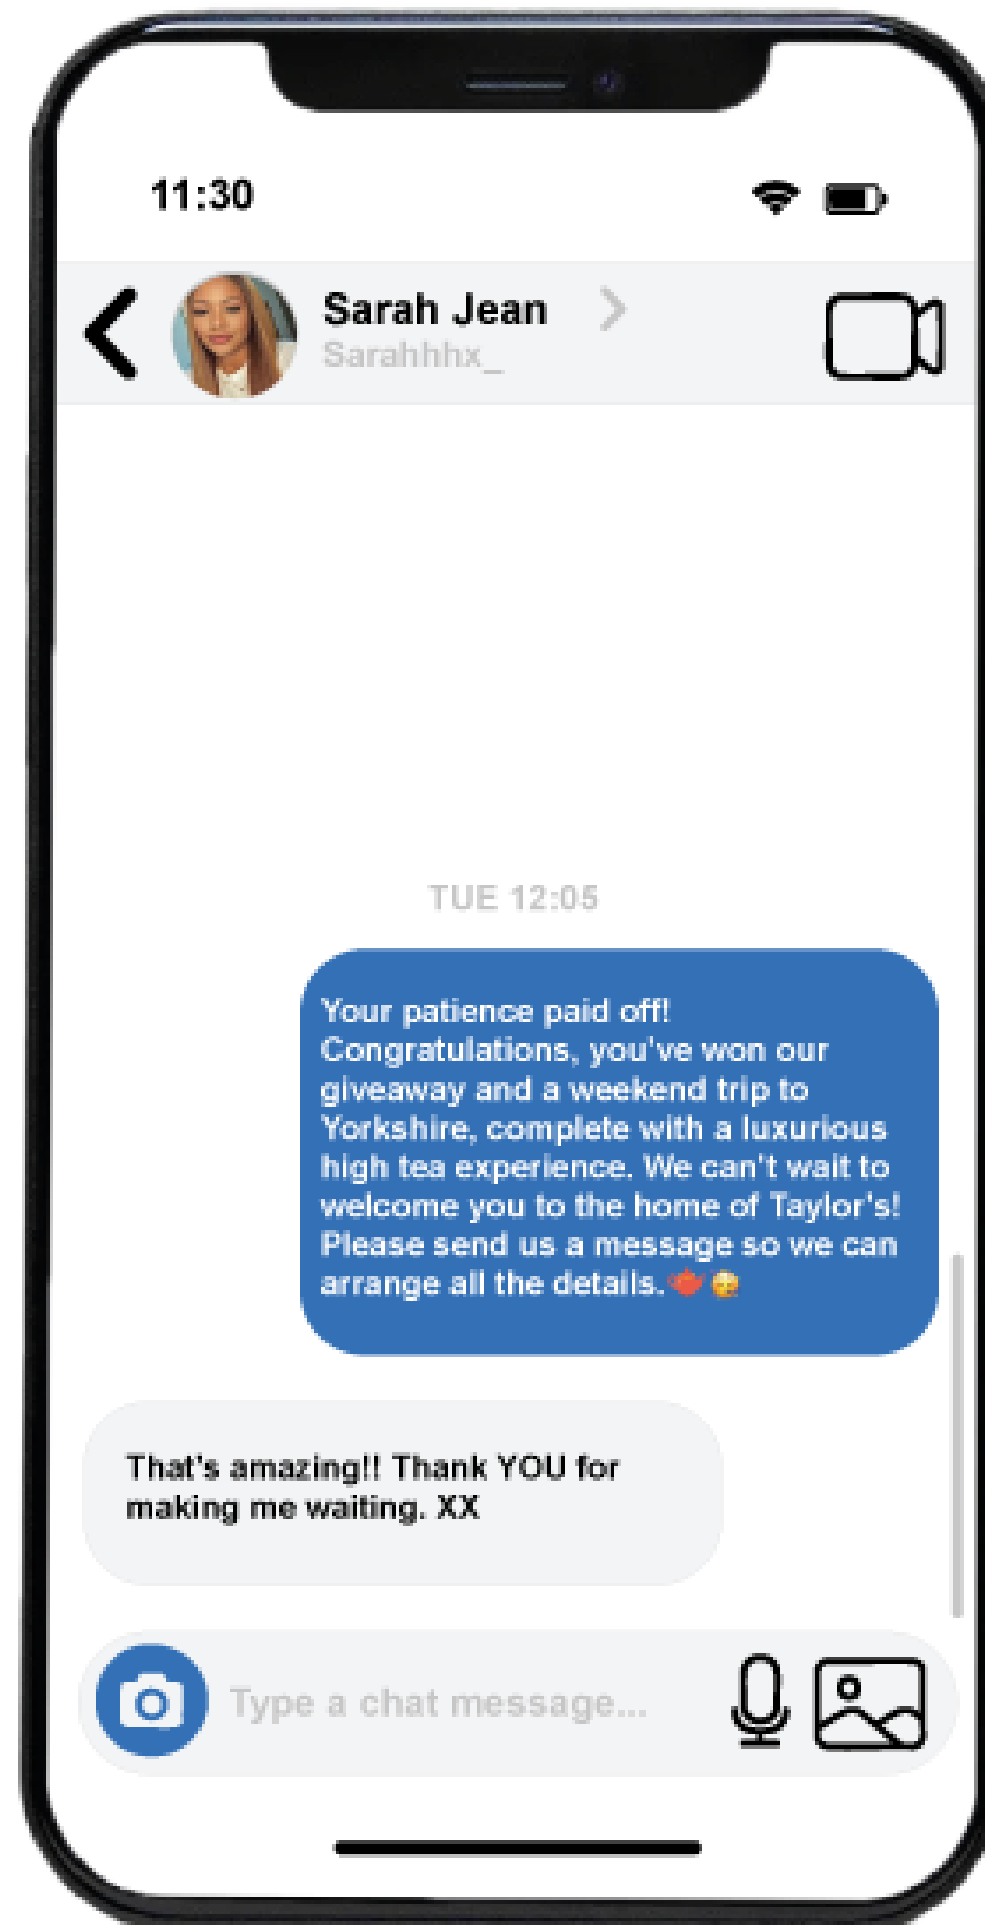 11:30
Sarah Jean
Sarahhhx_
TUE 12:05
Your patience paid off!
Congratulations, you've won our
giveaway and a weekend trip to
Yorkshire, complete with a luxurious
high tea experience. We can't wait to
welcome you to the home of Taylor's!
Please send us a message so we can
arrange all the details.🫖🥳
That's amazing!! Thank YOU for
making me waiting. XX
Type a chat message...